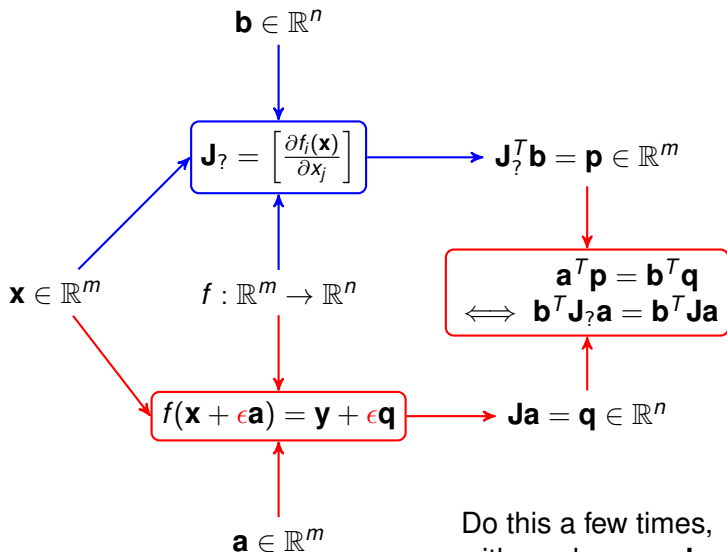 b ∈ ℝⁿ
J? = [∂fᵢ(x)/∂xⱼ]
J?ᵀb = p ∈ ℝᵐ
x ∈ ℝᵐ
f : ℝᵐ → ℝⁿ
aᵀp = bᵀq
⟺ bᵀJ?a = bᵀJa
f(x + ϵa) = y + ϵq
Ja = q ∈ ℝⁿ
a ∈ ℝᵐ
Do this a few times,